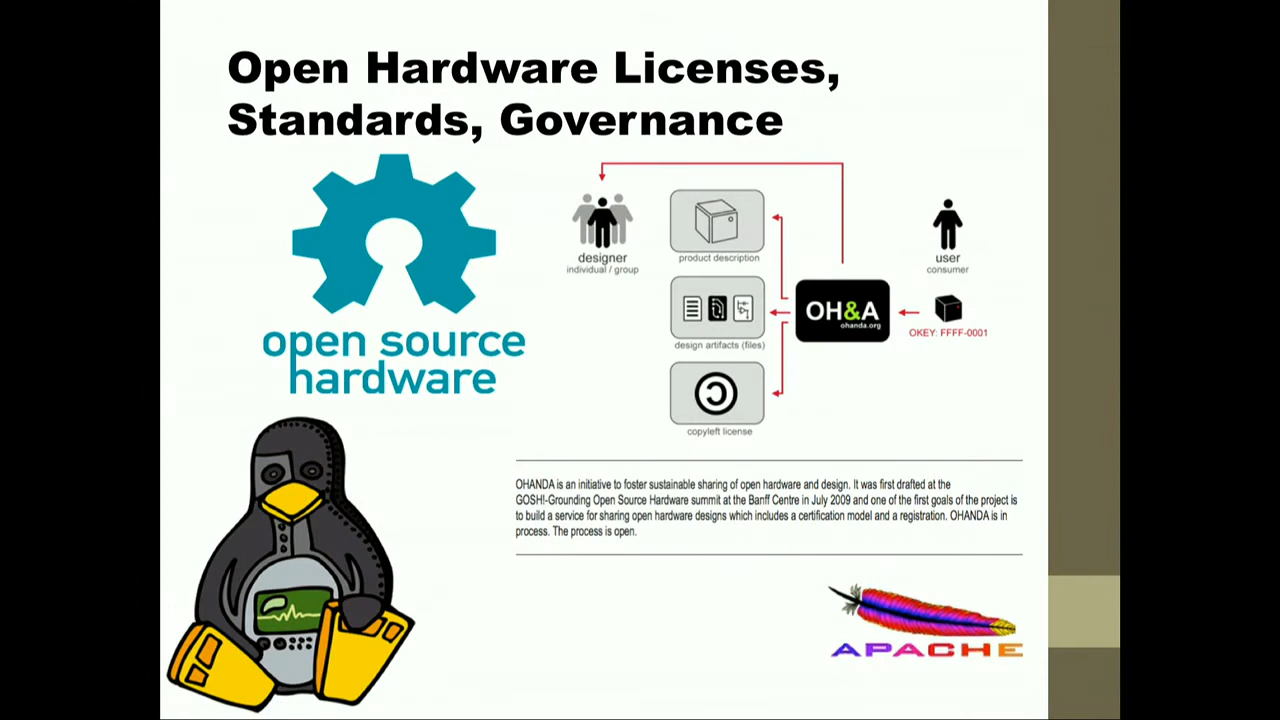 Open Hardware Licenses,
Standards, Governance
open source
hardware
designer
individual / group
product description
user
consumer
OH&A
ohanda.org
OKEY: FFFF-0001
design artifacts (files)
copyleft license
OHANDA is an initiative to foster sustainable sharing of open hardware and design. It was first drafted at the
GOSH!-Grounding Open Source Hardware summit at the Banff Centre in July 2009 and one of the first goals of the project is
to build a service for sharing open hardware designs which includes a certification model and a registration. OHANDA is in
process. The process is open.
APACHE